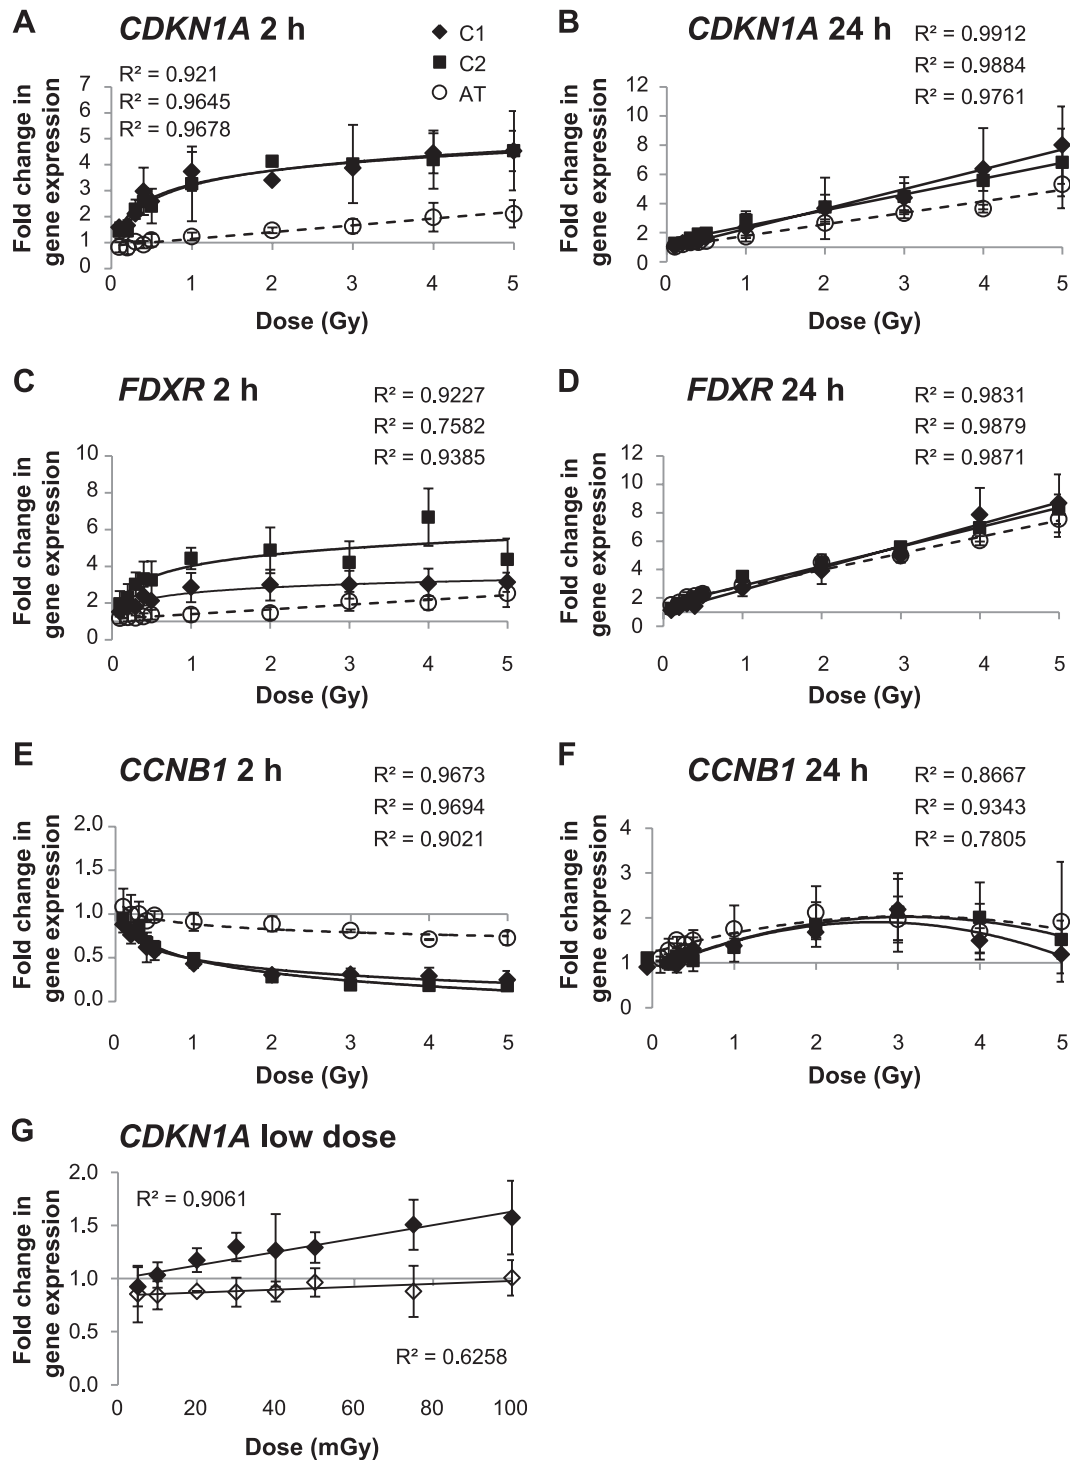 A CDKN1A 2 h
C1
C2
AT
R² = 0.921
R² = 0.9645
R² = 0.9678
Fold change in
gene expression
7
6
5
4
3
2
1
0
0 1 2 3 4 5
Dose (Gy)
B CDKN1A 24 h
R² = 0.9912
R² = 0.9884
R² = 0.9761
Fold change in
gene expression
12
10
8
6
4
2
0
0 1 2 3 4 5
Dose (Gy)
C FDXR 2 h
R² = 0.9227
R² = 0.7582
R² = 0.9385
Fold change in
gene expression
10
8
6
4
2
0
0 1 2 3 4 5
Dose (Gy)
D FDXR 24 h
R² = 0.9831
R² = 0.9879
R² = 0.9871
Fold change in
gene expression
12
10
8
6
4
2
0
0 1 2 3 4 5
Dose (Gy)
E CCNB1 2 h
R² = 0.9673
R² = 0.9694
R² = 0.9021
Fold change in
gene expression
2.0
1.5
1.0
0.5
0.0
0 1 2 3 4 5
Dose (Gy)
F CCNB1 24 h
R² = 0.8667
R² = 0.9343
R² = 0.7805
Fold change in
gene expression
4
3
2
1
0
0 1 2 3 4 5
Dose (Gy)
G CDKN1A low dose
R² = 0.9061
Fold change in
gene expression
2.0
1.5
1.0
0.5
0.0
R² = 0.6258
0 20 40 60 80 100
Dose (mGy)